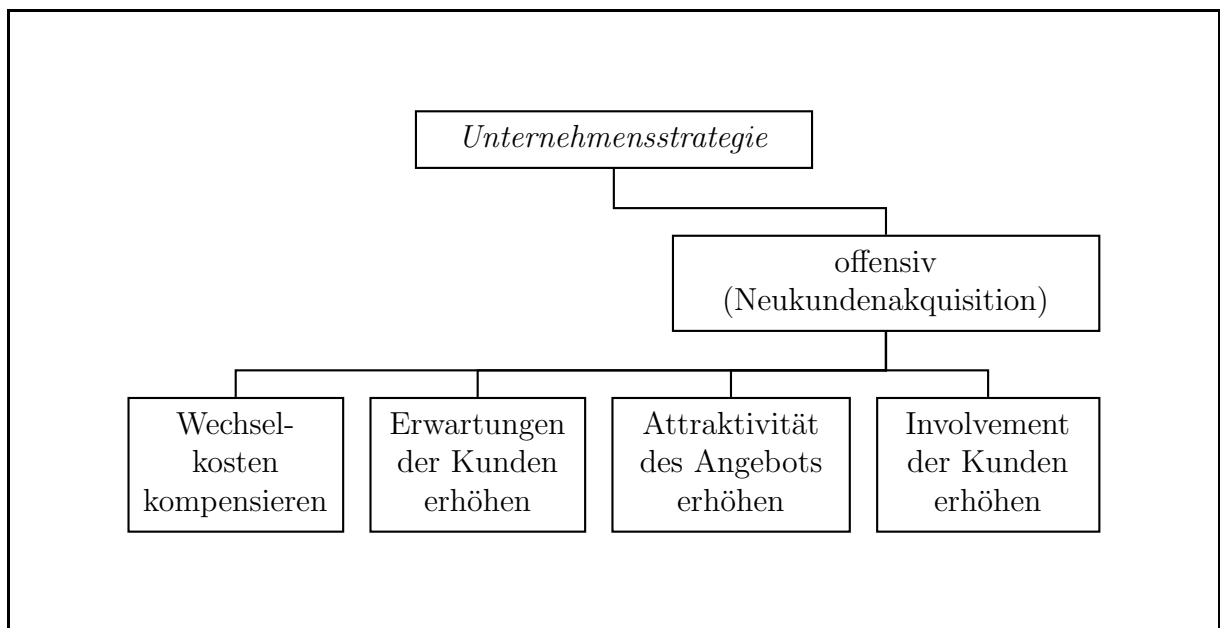 Unternehmensstrategie
offensiv
(Neukundenakquisition)
Wechsel-
kosten
kompensieren
Erwartungen
der Kunden
erhöhen
Attraktivität
des Angebots
erhöhen
Involvement
der Kunden
erhöhen